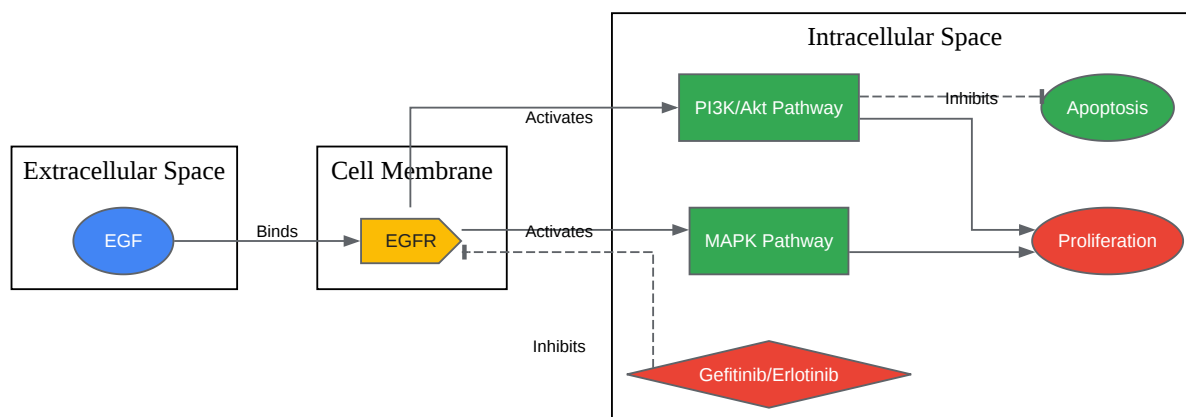 Intracellular Space
PI3K/Akt Pathway
Inhibits
Apoptosis
Activates
Extracellular Space
Cell Membrane
EGF
Binds
EGFR
Activates
MAPK Pathway
Proliferation
Inhibits
Gefitinib/Erlotinib